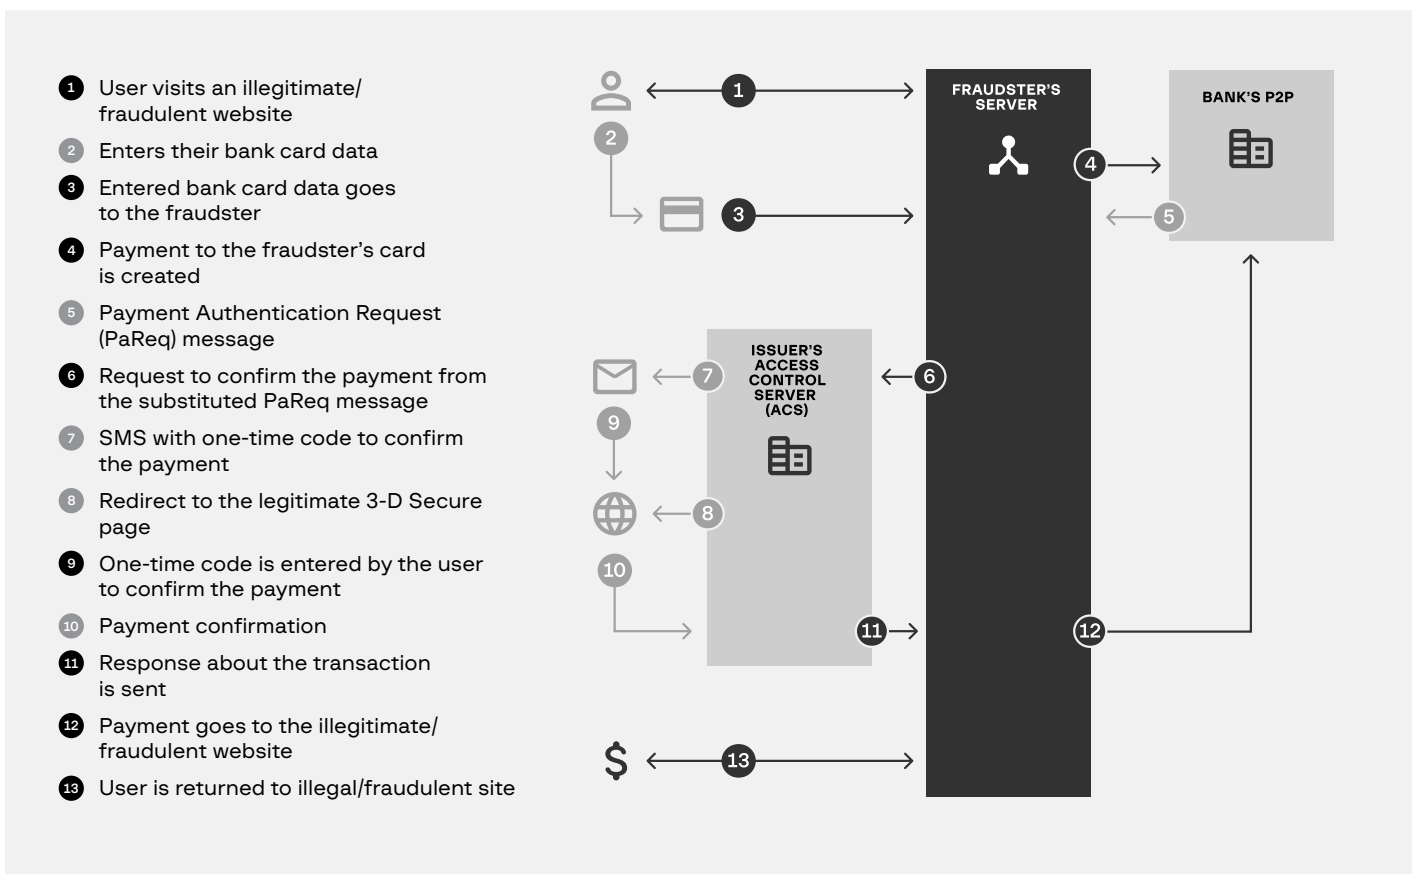 1 User visits an illegitimate/
fraudulent website
2 Enters their bank card data
3 Entered bank card data goes
to the fraudster
4 Payment to the fraudster's card
is created
5 Payment Authentication Request
(PaReq) message
6 Request to confirm the payment from
the substituted PaReq message
7 SMS with one-time code to confirm
the payment
8 Redirect to the legitimate 3-D Secure
page
9 One-time code is entered by the user
to confirm the payment
10 Payment confirmation
11 Response about the transaction
is sent
12 Payment goes to the illegitimate/
fraudulent website
13 User is returned to illegal/fraudulent site
1
2
3
FRAUDSTER'S
SERVER
BANK'S P2P
4
5
ISSUER'S
ACCESS
CONTROL
SERVER
(ACS)
6
7
9
8
10
11
12
$
13